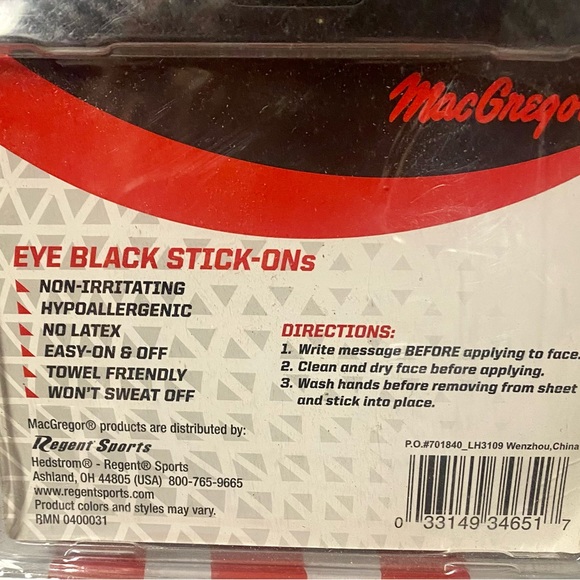 MacGregor
EYE BLACK STICK-ONs
NON-IRRITATING
HYPOALLERGENIC
NO LATEX
EASY-ON & OFF
TOWEL FRIENDLY
WON'T SWEAT OFF
DIRECTIONS:
1. Write message BEFORE applying to face.
2. Clean and dry face before applying.
3. Wash hands before removing from sheet
and stick into place.
MacGregor® products are distributed by:
Regent Sports
Hedstrom® - Regent® Sports
Ashland, OH 44805 (USA) 800-765-9665
www.regentsports.com
Product colors and styles may vary.
RMN 0400031
P.O.#701840_LH3109 Wenzhou,China
0 33149 34651 7